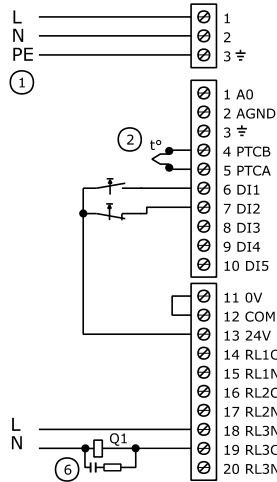 L 1
N 2
PE 3
1
1 A0
2 AGND
2 3
t° 4 PTCB
5 PTCA
6 DI1
7 DI2
8 DI3
9 DI4
10 DI5
11 0V
12 COM
13 24V
14 RL1C
15 RL1N
16 RL2C
17 RL2N
L 18 RL3N
N Q1 19 RL3C
6 20 RL3N